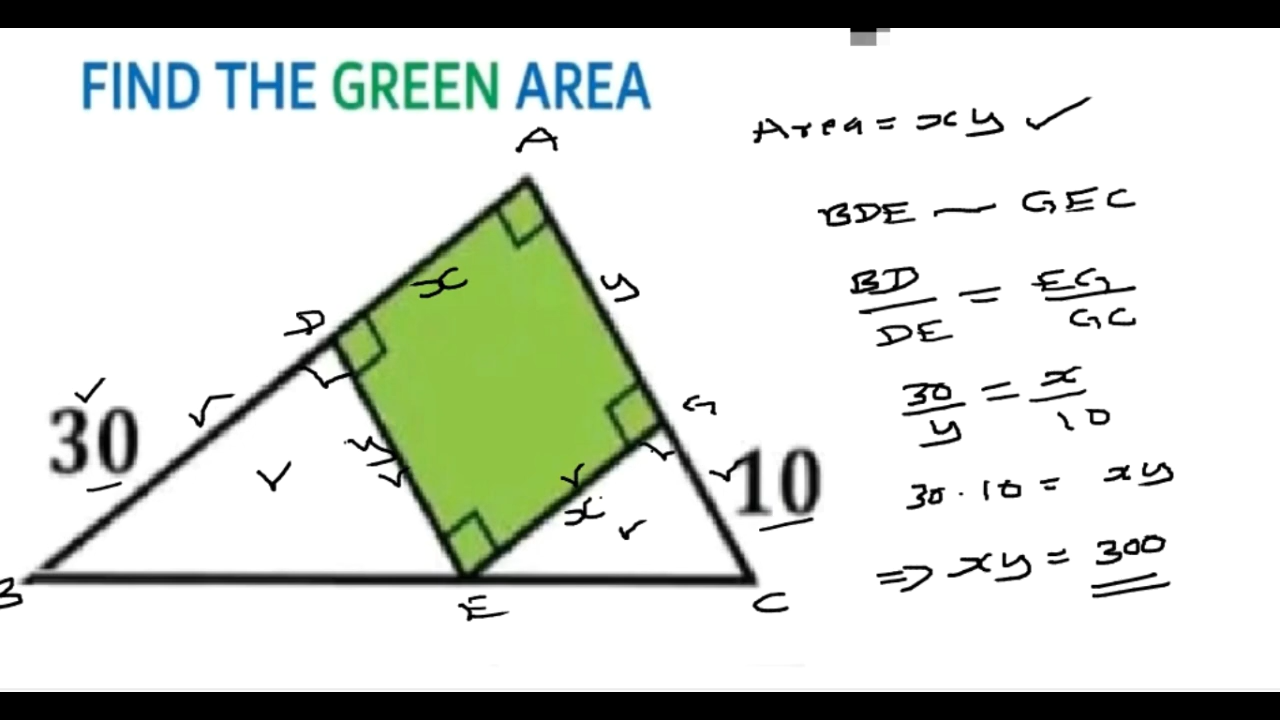 FIND THE GREEN AREA
A
x
y
D
30
G
10
y
x
B
E
C
Area = xy ✓
BDE ~ GEC
BD/DE = EG/GC
30/y = x/10
30 · 10 = xy
⇒ xy = 300